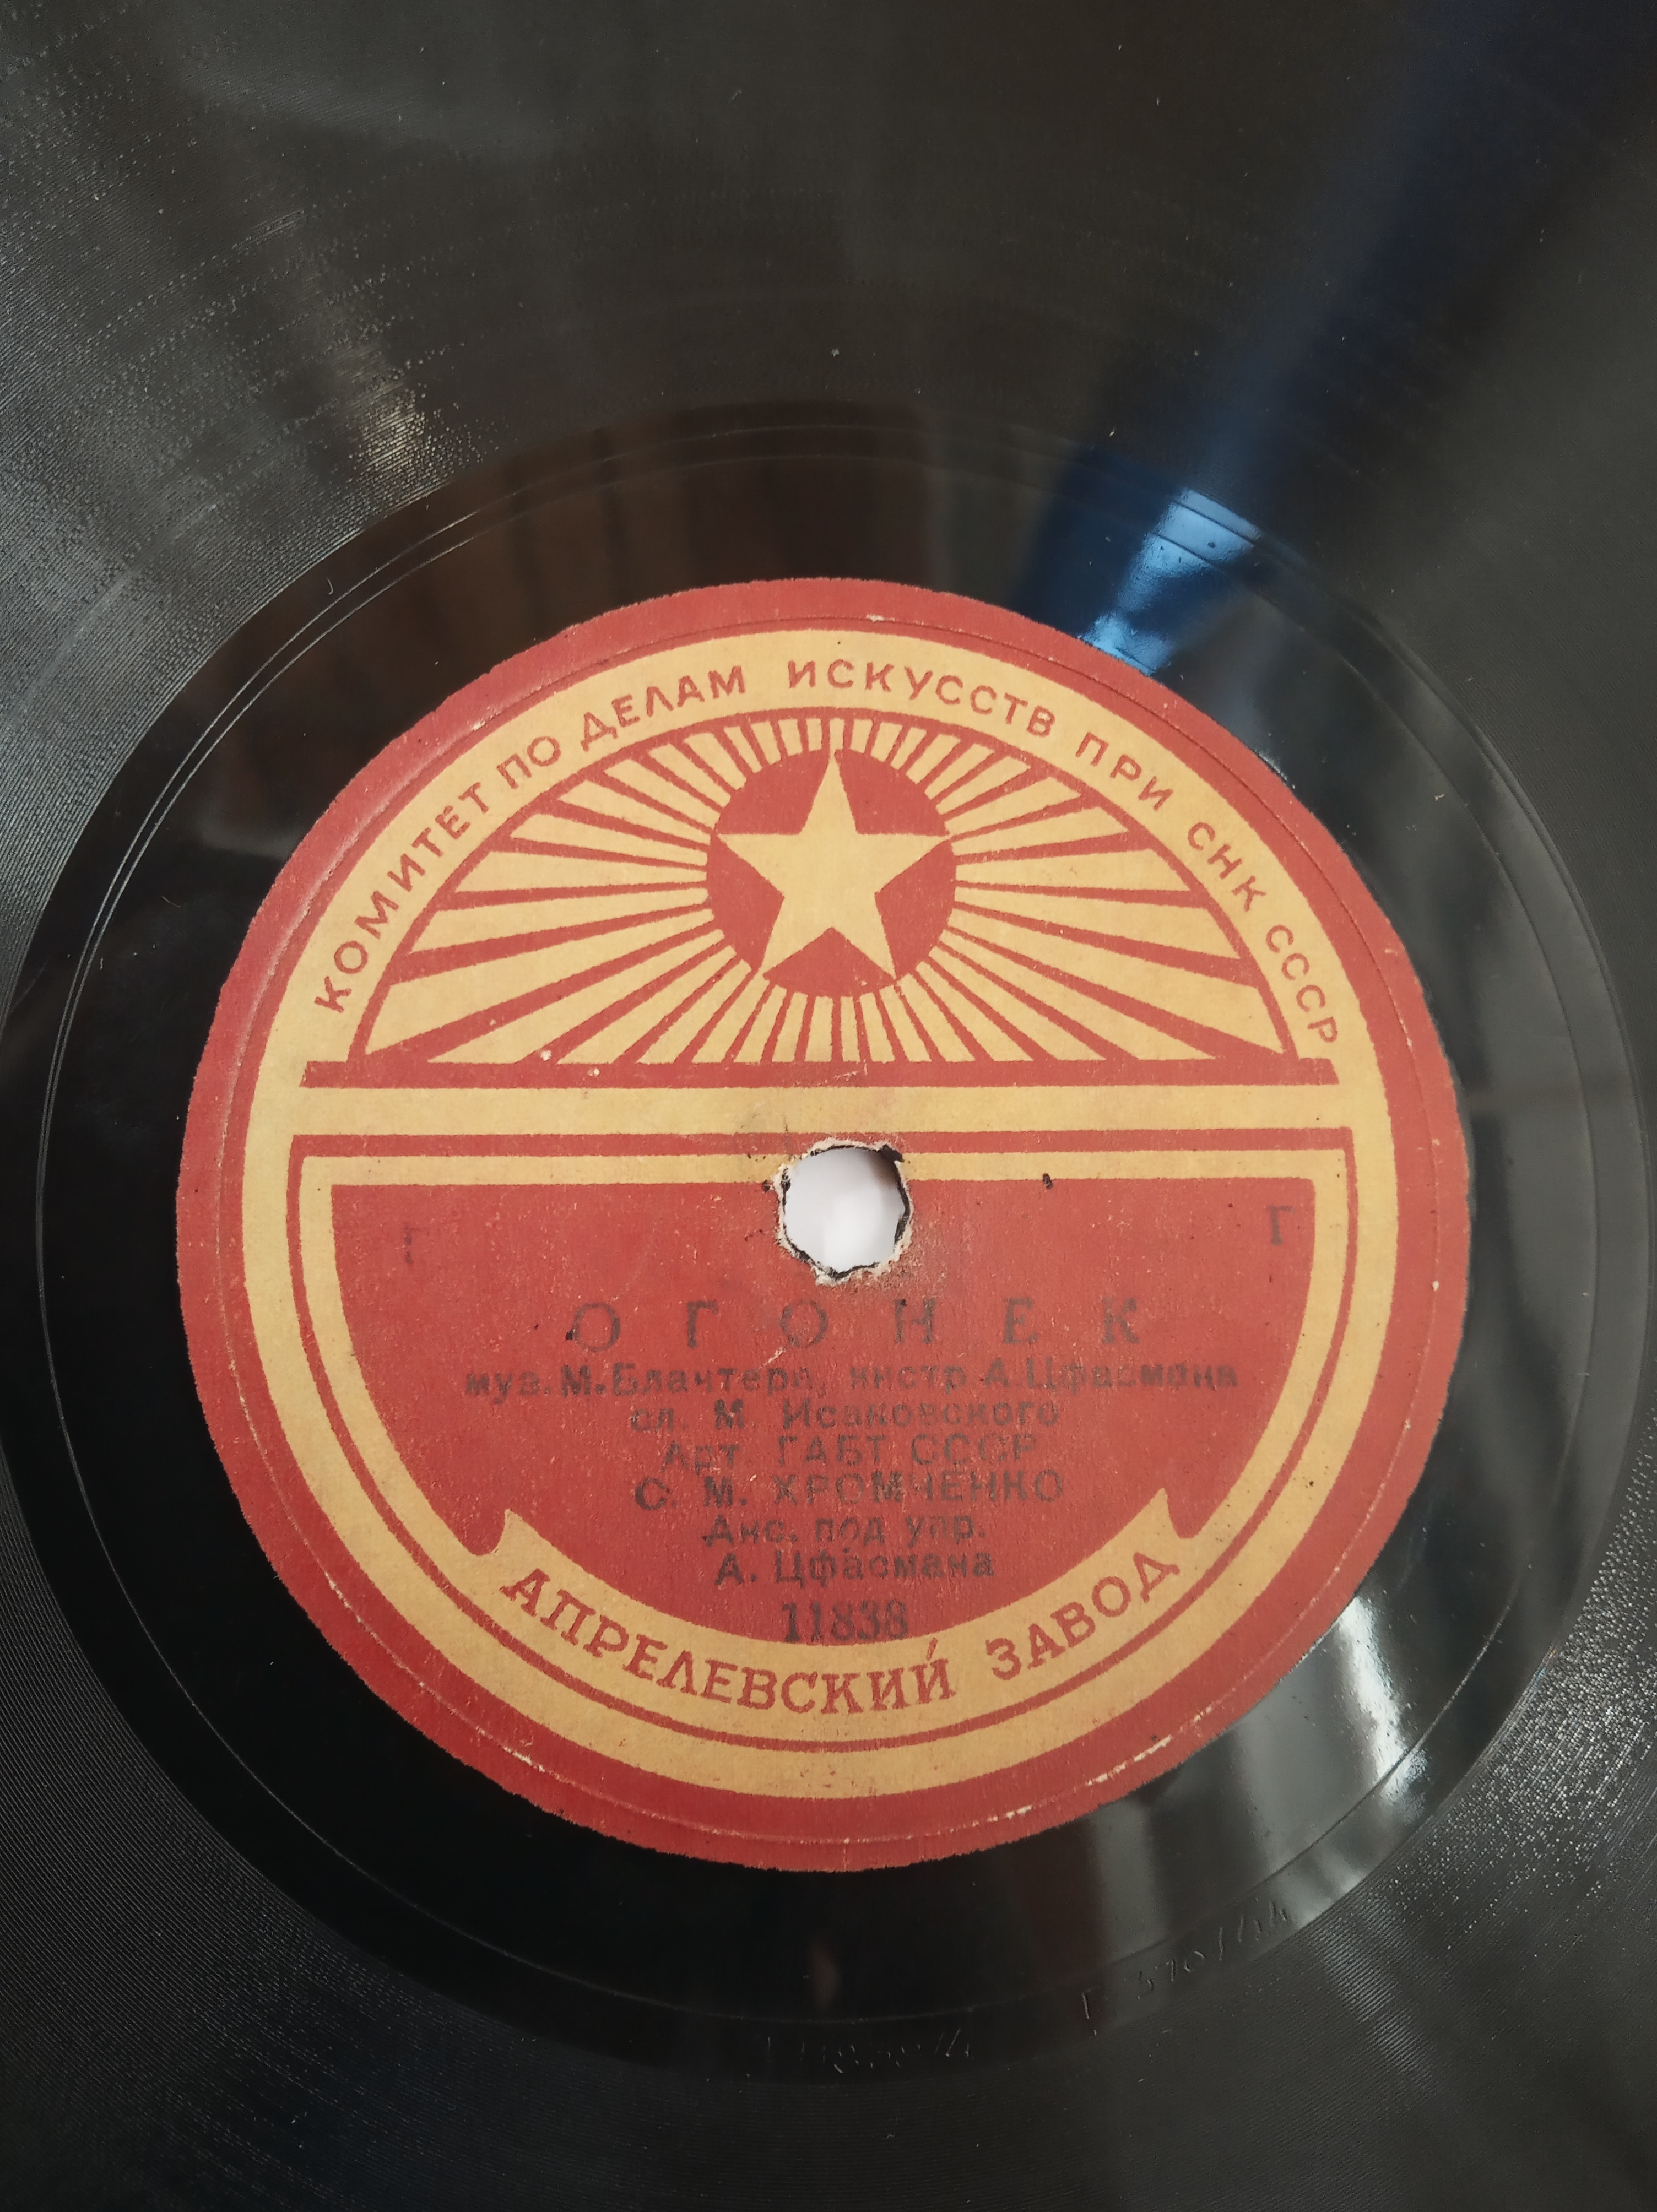 КОМИТЕТ ПО ДЕЛАМ ИСКУССТВ ПРИ СНК СССР
Г
ОГОНЕК
муз. М. Блачтера, инстр А. Цфасмана
сл. М. Исаковского
Арт. ГАБТ СССР
С. М. ХРОМЧЕНКО
Анс. под упр.
А. Цфасмана
11838
АПРЕЛЕВСКИЙ ЗАВОД